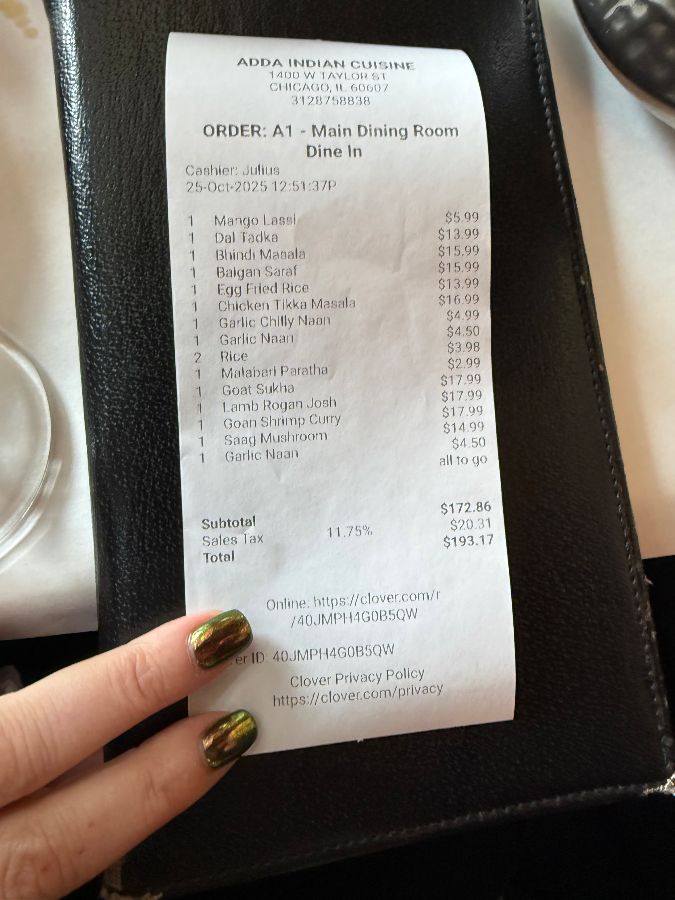 ADDA INDIAN CUISINE
1400 W TAYLOR ST
CHICAGO, IL 60607
3128758838
ORDER: A1 - Main Dining Room
Dine In
Cashier: Julius
25-Oct-2025 12:51:37P
1 Mango Lassi $5.99
1 Dal Tadka $13.99
1 Bhindi Masala $15.99
1 Baigan Saraf $15.99
1 Egg Fried Rice $13.99
1 Chicken Tikka Masala $16.99
1 Garlic Chilly Naan $4.99
1 Garlic Naan $4.50
2 Rice $3.98
1 Malabari Paratha $2.99
1 Goat Sukha $17.99
1 Lamb Rogan Josh $17.99
1 Goan Shrimp Curry $17.99
1 Saag Mushroom $14.99
1 Garlic Naan $4.50
all to go
Subtotal $172.86
Sales Tax 11.75% $20.31
Total $193.17
Online: https://clover.com/r
/40JMPH4G0B5QW
er ID: 40JMPH4G0B5QW
Clover Privacy Policy
https://clover.com/privacy